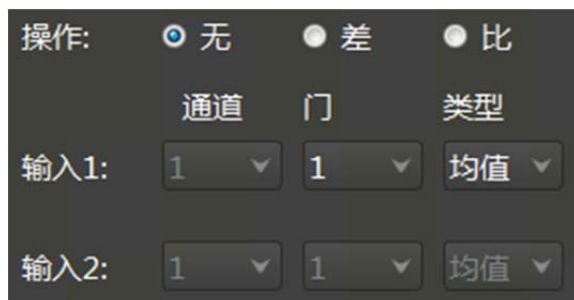 操作: 无 差 比
通道 门 类型
输入1: 1 1 均值
输入2: 1 1 均值